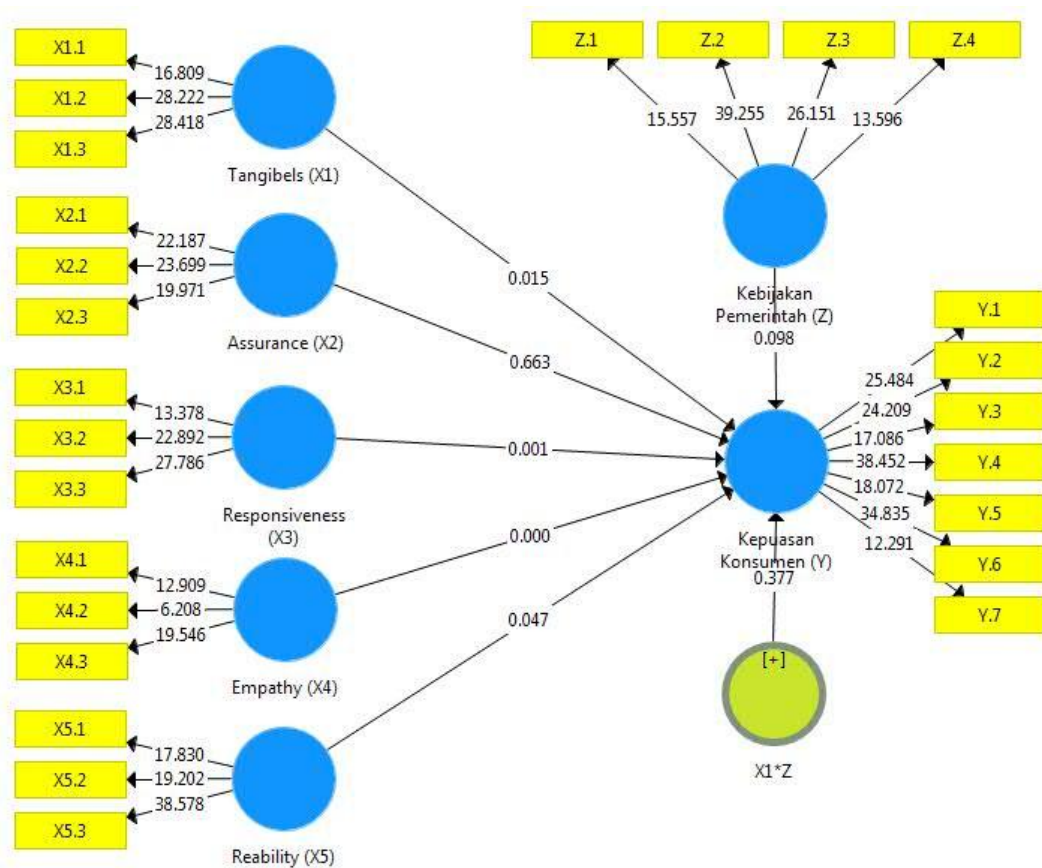 X1.1
X1.2
X1.3
16.809
28.222
28.418
Tangibels (X1)
X2.1
X2.2
X2.3
22.187
23.699
19.971
Assurance (X2)
X3.1
X3.2
X3.3
13.378
22.892
27.786
Responsiveness
(X3)
X4.1
X4.2
X4.3
12.909
6.208
19.546
Empathy (X4)
X5.1
X5.2
X5.3
17.830
19.202
38.578
Reability (X5)
0.015
0.663
0.001
0.000
0.047
Z.1
Z.2
Z.3
Z.4
15.557
39.255
26.151
13.596
Kebijakan
Pemerintah (Z)
0.098
Y.1
Y.2
Y.3
Y.4
Y.5
Y.6
Y.7
25.484
24.209
17.086
38.452
18.072
34.835
12.291
Kepuasan
Konsumen (Y)
0.377
[+]
X1*Z